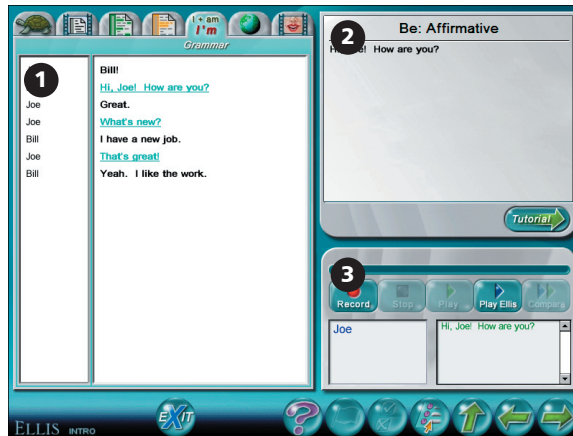 I + am
I'm
Grammar
1
Bill!
Hi, Joe! How are you?
Joe Great.
Joe What's new?
Bill I have a new job.
Joe That's great!
Bill Yeah. I like the work.
2
Be: Affirmative
How are you?
Tutorial
3
Record
Stop
Play
Play Ellis
Compare
Joe
Hi, Joe! How are you?
ELLIS INTRO
EXIT
?